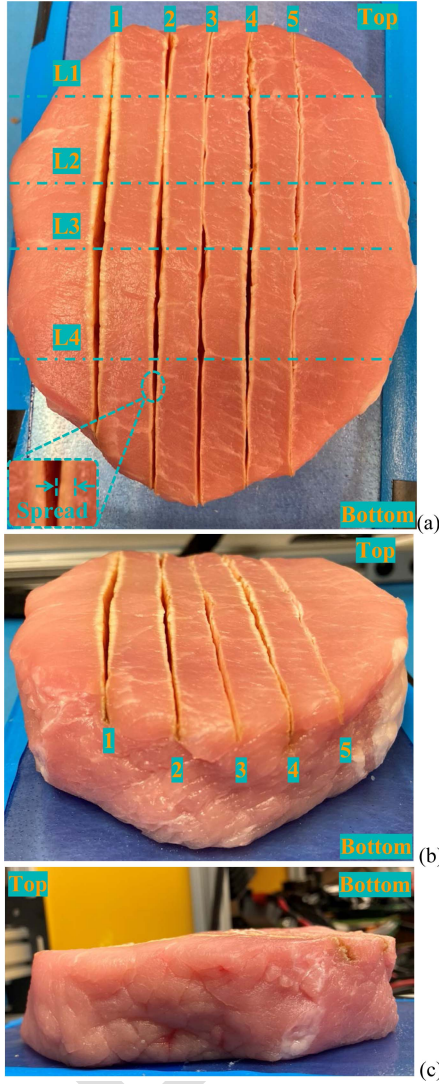 1 2 3 4 5 Top
L1
L2
L3
L4
Spread
Bottom
(a)
Top
1
2 3 4 5
Bottom
(b)
Top Bottom
(c)